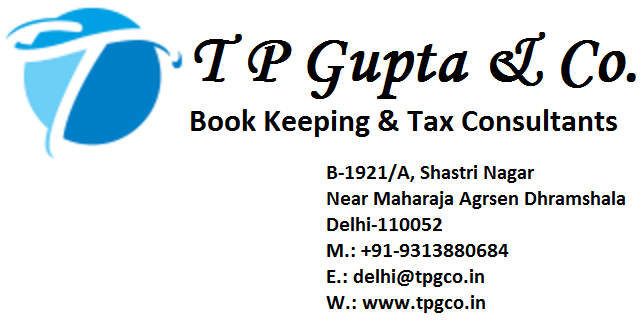 T P Gupta & Co.
Book Keeping & Tax Consultants
B-1921/A, Shastri Nagar
Near Maharaja Agrsen Dhramshala
Delhi-110052
M.: +91-9313880684
E.: delhi@tpgco.in
W.: www.tpgco.in